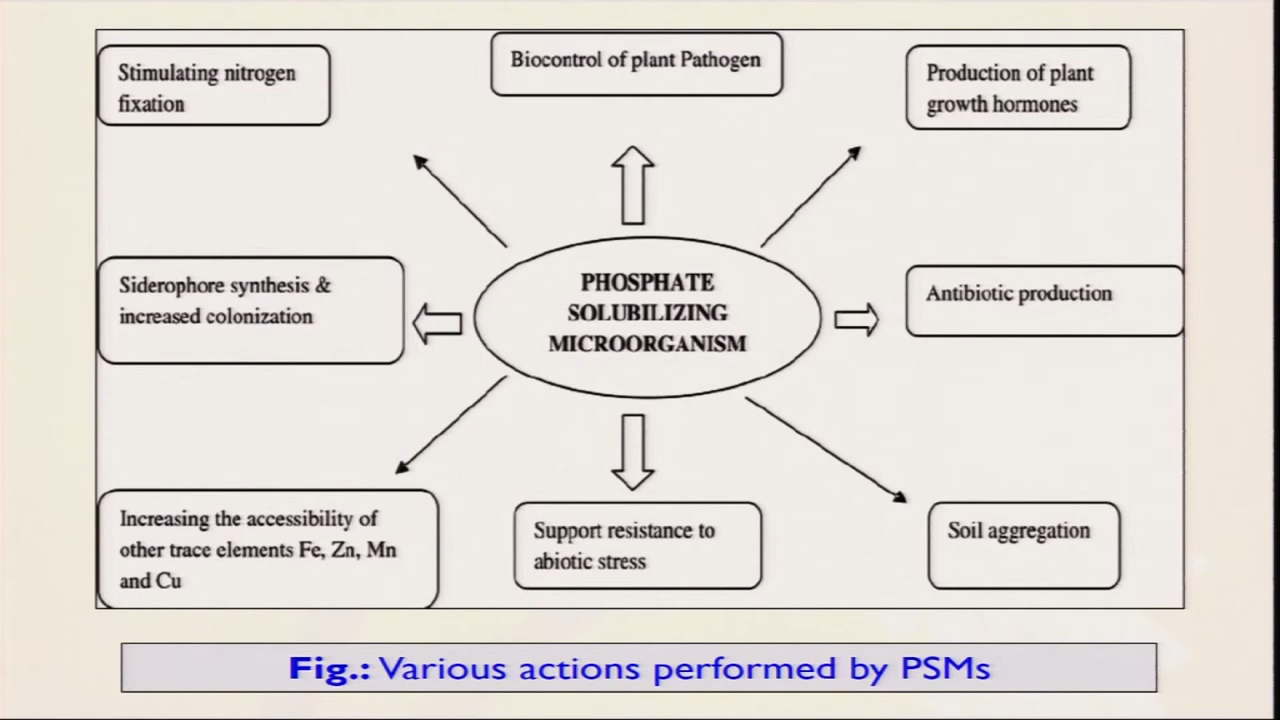 Stimulating nitrogen
fixation
Biocontrol of plant Pathogen
Production of plant
growth hormones
Siderophore synthesis &
increased colonization
PHOSPHATE
SOLUBILIZING
MICROORGANISM
Antibiotic production
Increasing the accessibility of
other trace elements Fe, Zn, Mn
and Cu
Support resistance to
abiotic stress
Soil aggregation
Fig.: Various actions performed by PSMs